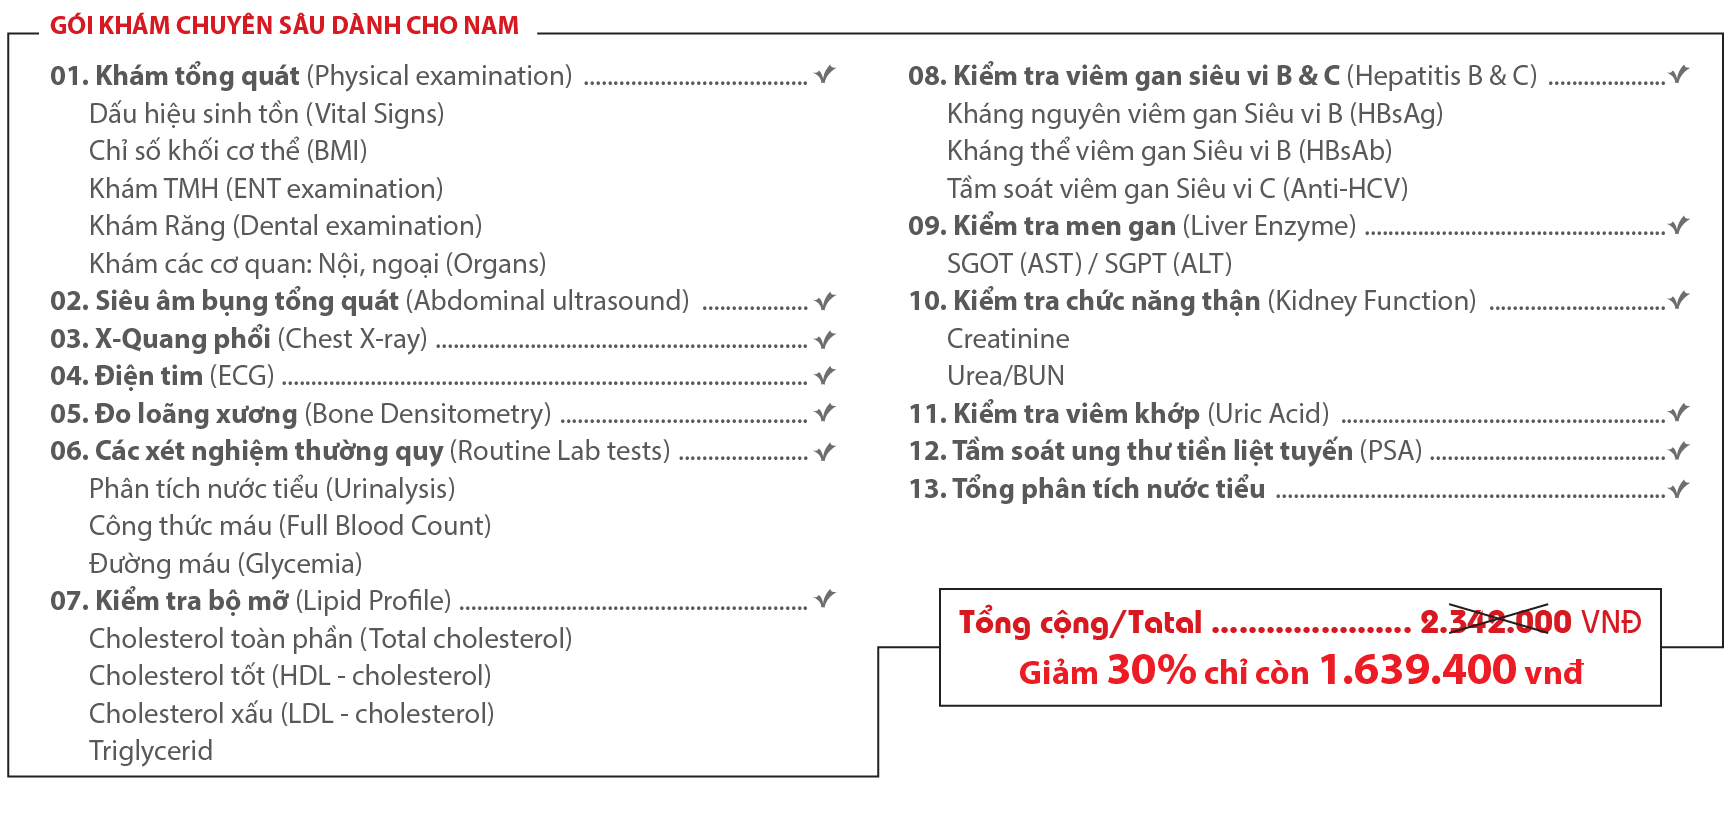 GÓI KHÁM CHUYÊN SÂU DÀNH CHO NAM
01. Khám tổng quát (Physical examination) ...............................
Dấu hiệu sinh tồn (Vital Signs)
Chỉ số khối cơ thể (BMI)
Khám TMH (ENT examination)
Khám Răng (Dental examination)
Khám các cơ quan: Nội, ngoại (Organs)
02. Siêu âm bụng tổng quát (Abdominal ultrasound) ..................
03. X-Quang phổi (Chest X-ray) ................................................................
04. Điện tim (ECG) ..........................................................................................
05. Đo loãng xương (Bone Densitometry) ..........................................
06. Các xét nghiệm thường quy (Routine Lab tests) ......................
Phân tích nước tiểu (Urinalysis)
Công thức máu (Full Blood Count)
Đường máu (Glycemia)
07. Kiểm tra bộ mỡ (Lipid Profile) ............................................................
Cholesterol toàn phần (Total cholesterol)
Cholesterol tốt (HDL - cholesterol)
Cholesterol xấu (LDL - cholesterol)
Triglycerid
08. Kiểm tra viêm gan siêu vi B & C (Hepatitis B & C) ....................
Kháng nguyên viêm gan Siêu vi B (HBsAg)
Kháng thể viêm gan Siêu vi B (HBsAb)
Tầm soát viêm gan Siêu vi C (Anti-HCV)
09. Kiểm tra men gan (Liver Enzyme) ...................................................
SGOT (AST) / SGPT (ALT)
10. Kiểm tra chức năng thận (Kidney Function) ..............................
Creatinine
Urea/BUN
11. Kiểm tra viêm khớp (Uric Acid) .......................................................
12. Tầm soát ung thư tiền liệt tuyến (PSA) ........................................
13. Tổng phân tích nước tiểu ..................................................................
Tổng cộng/Tatal ...................... 2.342.000 VNĐ
Giảm 30% chỉ còn 1.639.400 vnđ